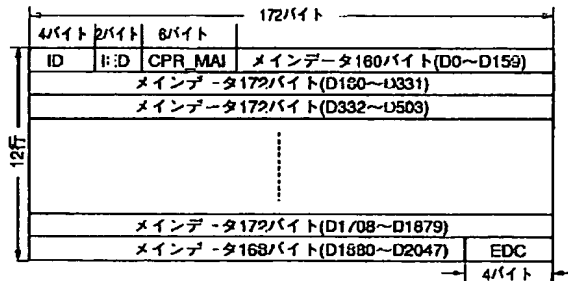 172バイト
4バイト 2バイト 6バイト
ID IED CPR_MAI メインデータ160バイト(D0～D159)
メインデータ172バイト(D160～D331)
メインデータ172バイト(D332～D503)
12行
メインデータ172バイト(D1708～D1879)
メインデータ168バイト(D1880～D2047) EDC
4バイト